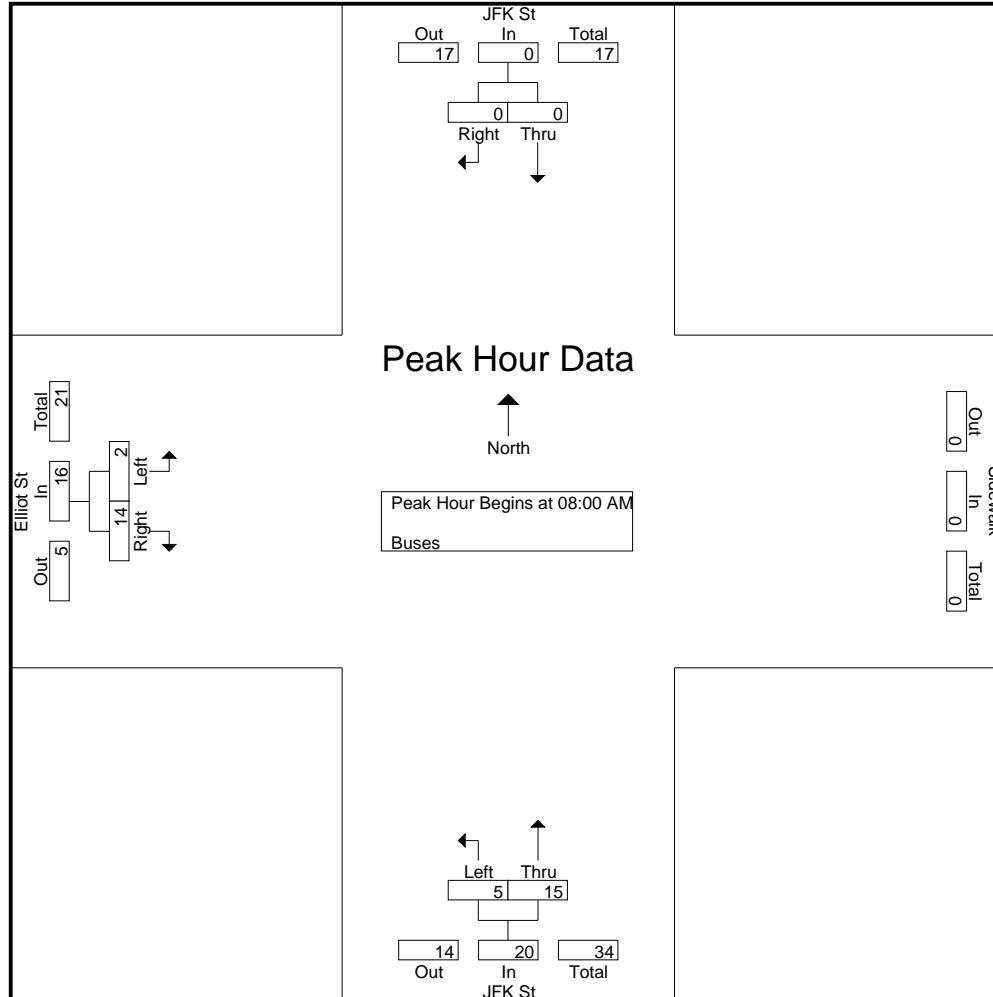 JFK St
Out In Total
17 0 17
0 0
Right Thru
Peak Hour Data
North
Peak Hour Begins at 08:00 AM
Buses
Elliot St
Total In Out
21 16 5
2 14
Left Right
Out In Total
0 0 0
Left Thru
5 15
14 20 34
Out In Total
JFK St